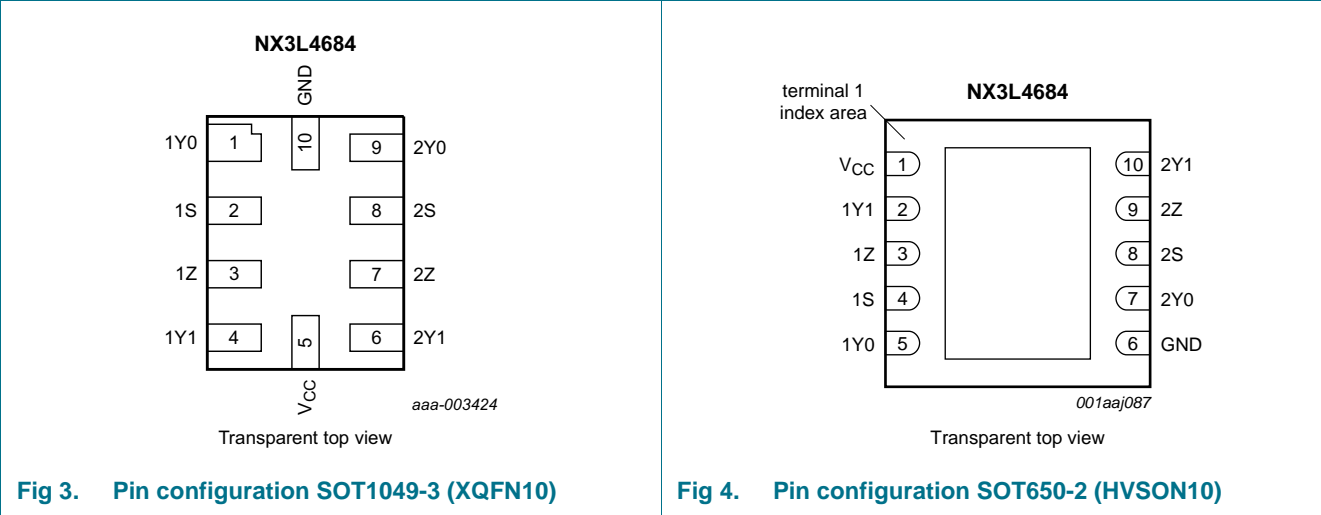 NX3L4684
GND
1Y0 1 10 9 2Y0
1S 2 8 2S
1Z 3 7 2Z
1Y1 4 5 6 2Y1
VCC
aaa-003424
Transparent top view
Fig 3. Pin configuration SOT1049-3 (XQFN10)
terminal 1
index area
NX3L4684
VCC 1 10 2Y1
1Y1 2 9 2Z
1Z 3 8 2S
1S 4 7 2Y0
1Y0 5 6 GND
001aaj087
Transparent top view
Fig 4. Pin configuration SOT650-2 (HVSON10)